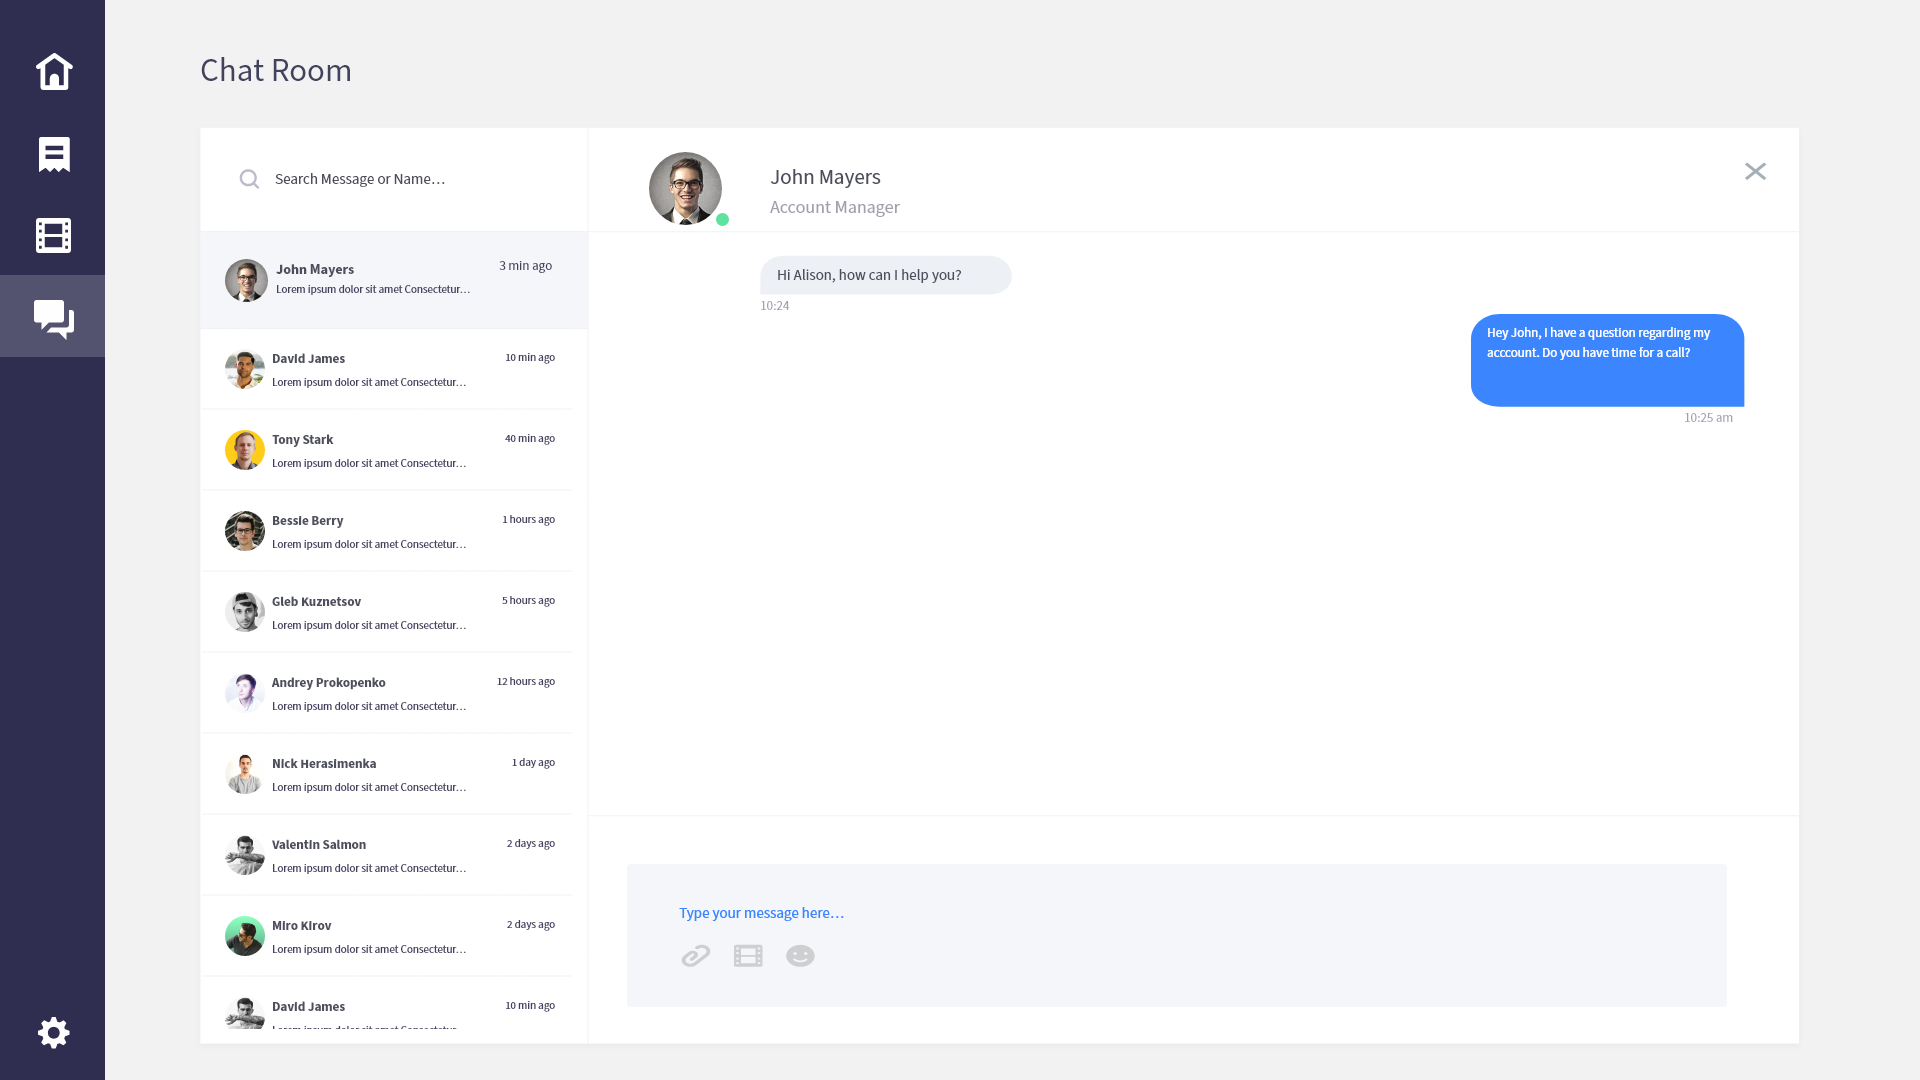 Chat Room
Search Message or Name...
John Mayers
3 min ago
Lorem ipsum dolor sit amet Consectetur...
David James
10 min ago
Lorem ipsum dolor sit amet Consectetur...
Tony Stark
40 min ago
Lorem ipsum dolor sit amet Consectetur...
Bessie Berry
1 hours ago
Lorem ipsum dolor sit amet Consectetur...
Gleb Kuznetsov
5 hours ago
Lorem ipsum dolor sit amet Consectetur...
Andrey Prokopenko
12 hours ago
Lorem ipsum dolor sit amet Consectetur...
Nick Herasimenka
1 day ago
Lorem ipsum dolor sit amet Consectetur...
Valentin Salmon
2 days ago
Lorem ipsum dolor sit amet Consectetur...
Miro Kirov
2 days ago
Lorem ipsum dolor sit amet Consectetur...
David James
10 min ago
John Mayers
Account Manager
Hi Alison, how can I help you?
10:24
Hey John, I have a question regarding my
acccount. Do you have time for a call?
10:25 am
Type your message here...